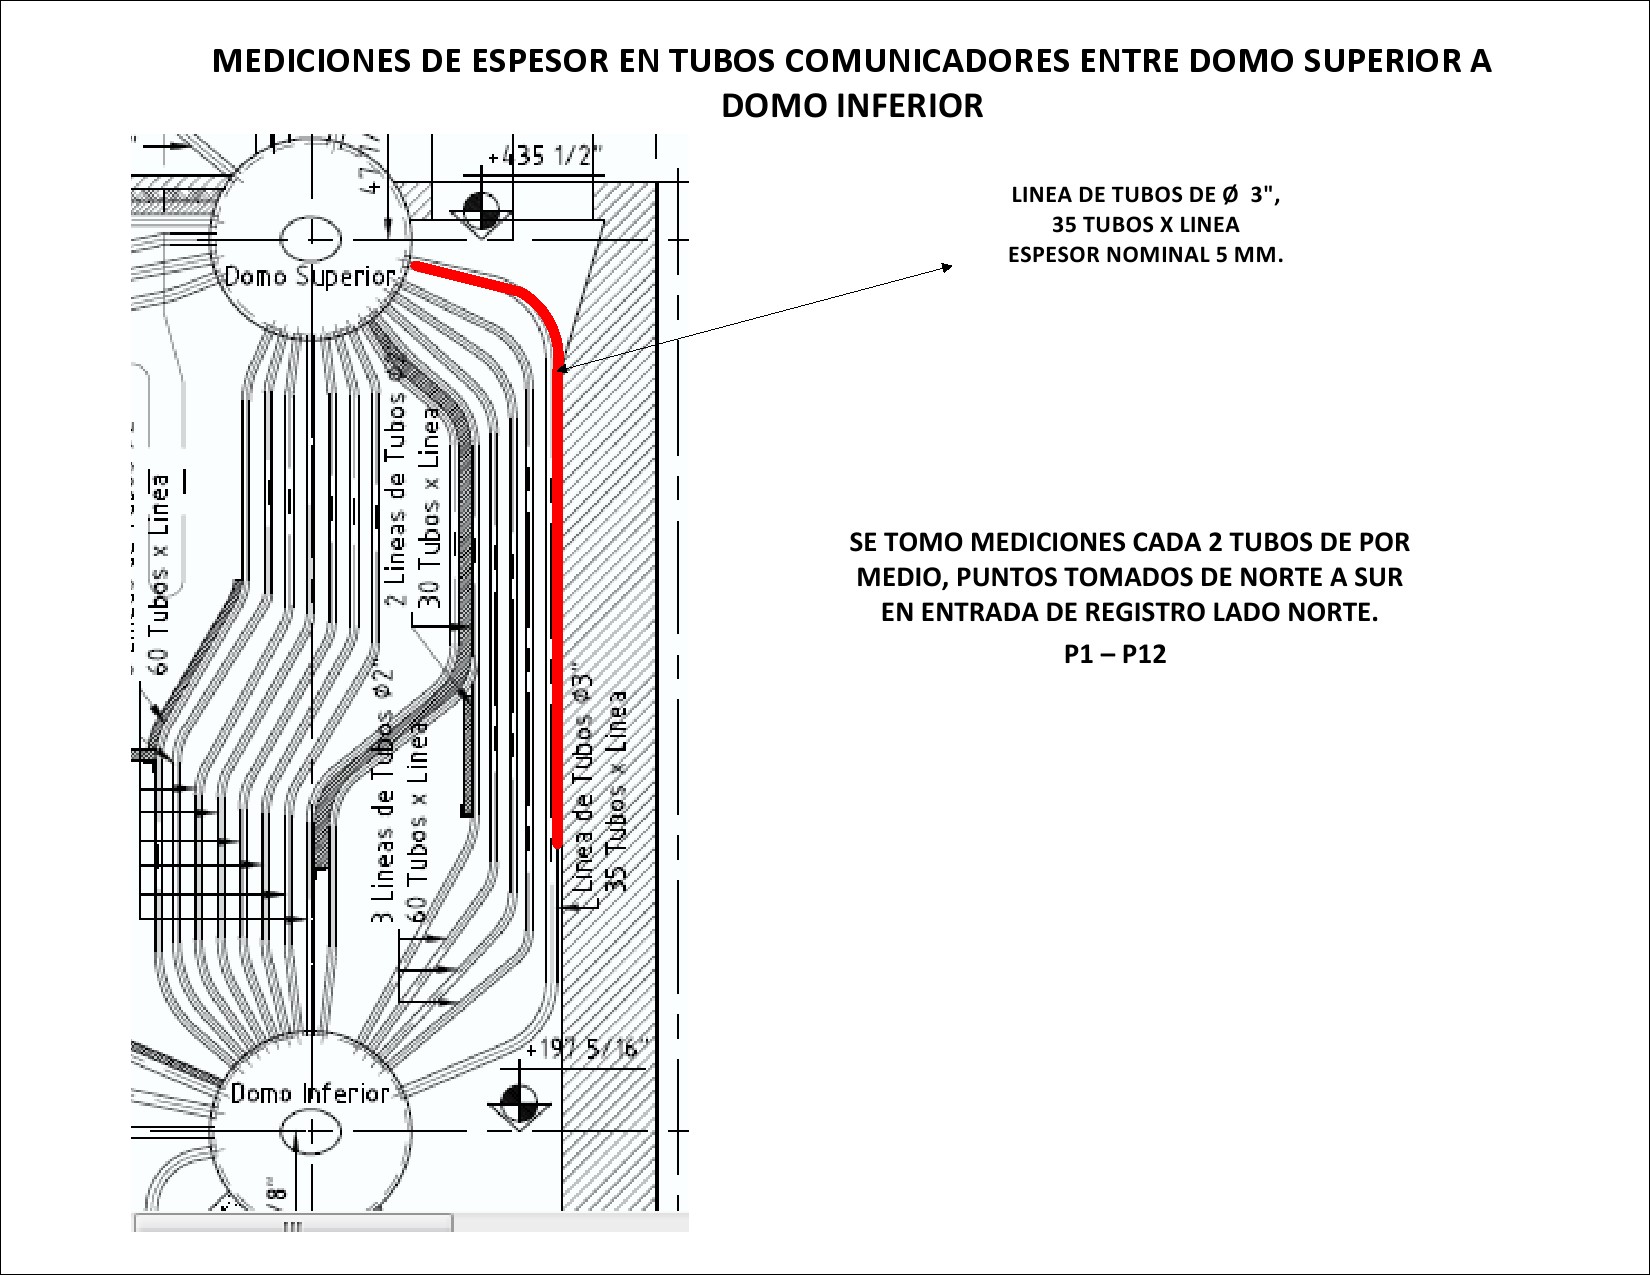 MEDICIONES DE ESPESOR EN TUBOS COMUNICADORES ENTRE DOMO SUPERIOR A
DOMO INFERIOR
+435 1/2"
47
Domo Superior
LINEA DE TUBOS DE Ø 3",
35 TUBOS X LINEA
ESPESOR NOMINAL 5 MM.
60 Tubos x Linea
2 Lineas de Tubos
30 Tubos x Linea
SE TOMO MEDICIONES CADA 2 TUBOS DE POR
MEDIO, PUNTOS TOMADOS DE NORTE A SUR
EN ENTRADA DE REGISTRO LADO NORTE.
P1 – P12
3 Lineas de Tubos ø2"
60 Tubos x Linea
Linea de Tubos ø3"
35 Tubos x Linea
+197 5/16"
Domo Inferior
/8"